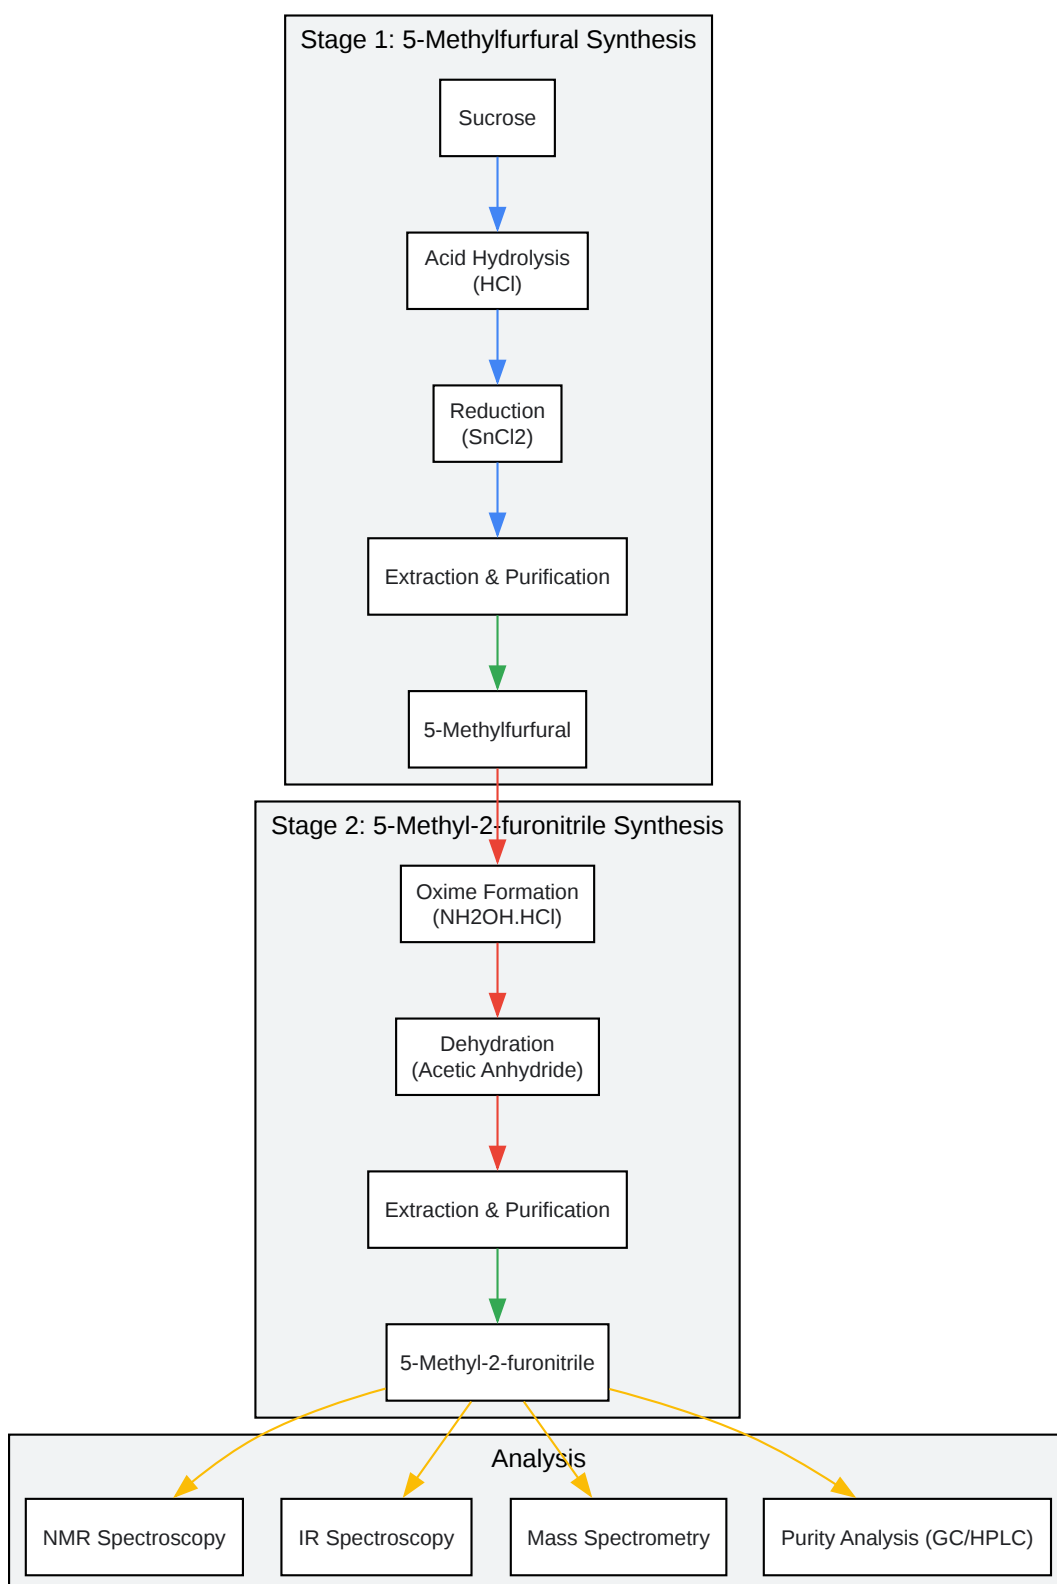 Stage 1: 5-Methylfurfural Synthesis
Sucrose
Acid Hydrolysis
(HCl)
Reduction
(SnCl2)
Extraction & Purification
5-Methylfurfural
Stage 2: 5-Methyl-2-furonitrile Synthesis
Oxime Formation
(NH2OH.HCl)
Dehydration
(Acetic Anhydride)
Extraction & Purification
5-Methyl-2-furonitrile
Analysis
NMR Spectroscopy
IR Spectroscopy
Mass Spectrometry
Purity Analysis (GC/HPLC)